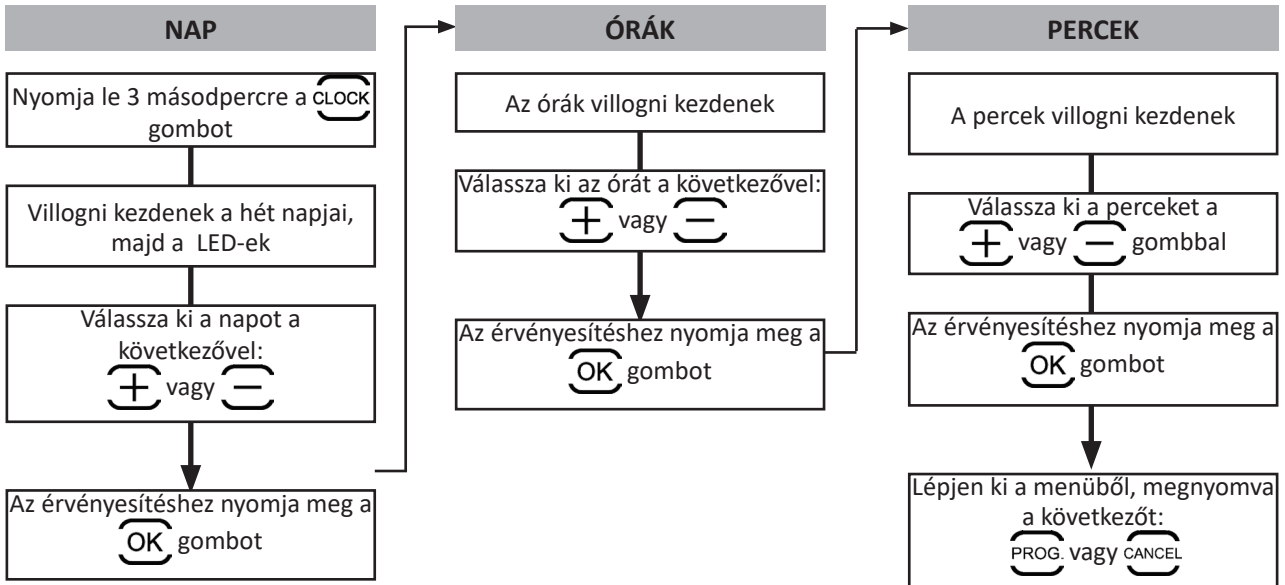 NAP
Nyomja le 3 másodpercre a CLOCK
gombot
Villogni kezdenek a hét napjai,
majd a LED-ek
Válassza ki a napot a
következővel:
+ vagy −
Az érvényesítéshez nyomja meg a
OK gombot
ÓRÁK
Az órák villogni kezdenek
Válassza ki az órát a következővel:
+ vagy −
Az érvényesítéshez nyomja meg a
OK gombot
PERCEK
A percek villogni kezdenek
Válassza ki a perceket a
+ vagy − gombbal
Az érvényesítéshez nyomja meg a
OK gombot
Lépjen ki a menüből, megnyomva
a következőt:
PROG. vagy CANCEL